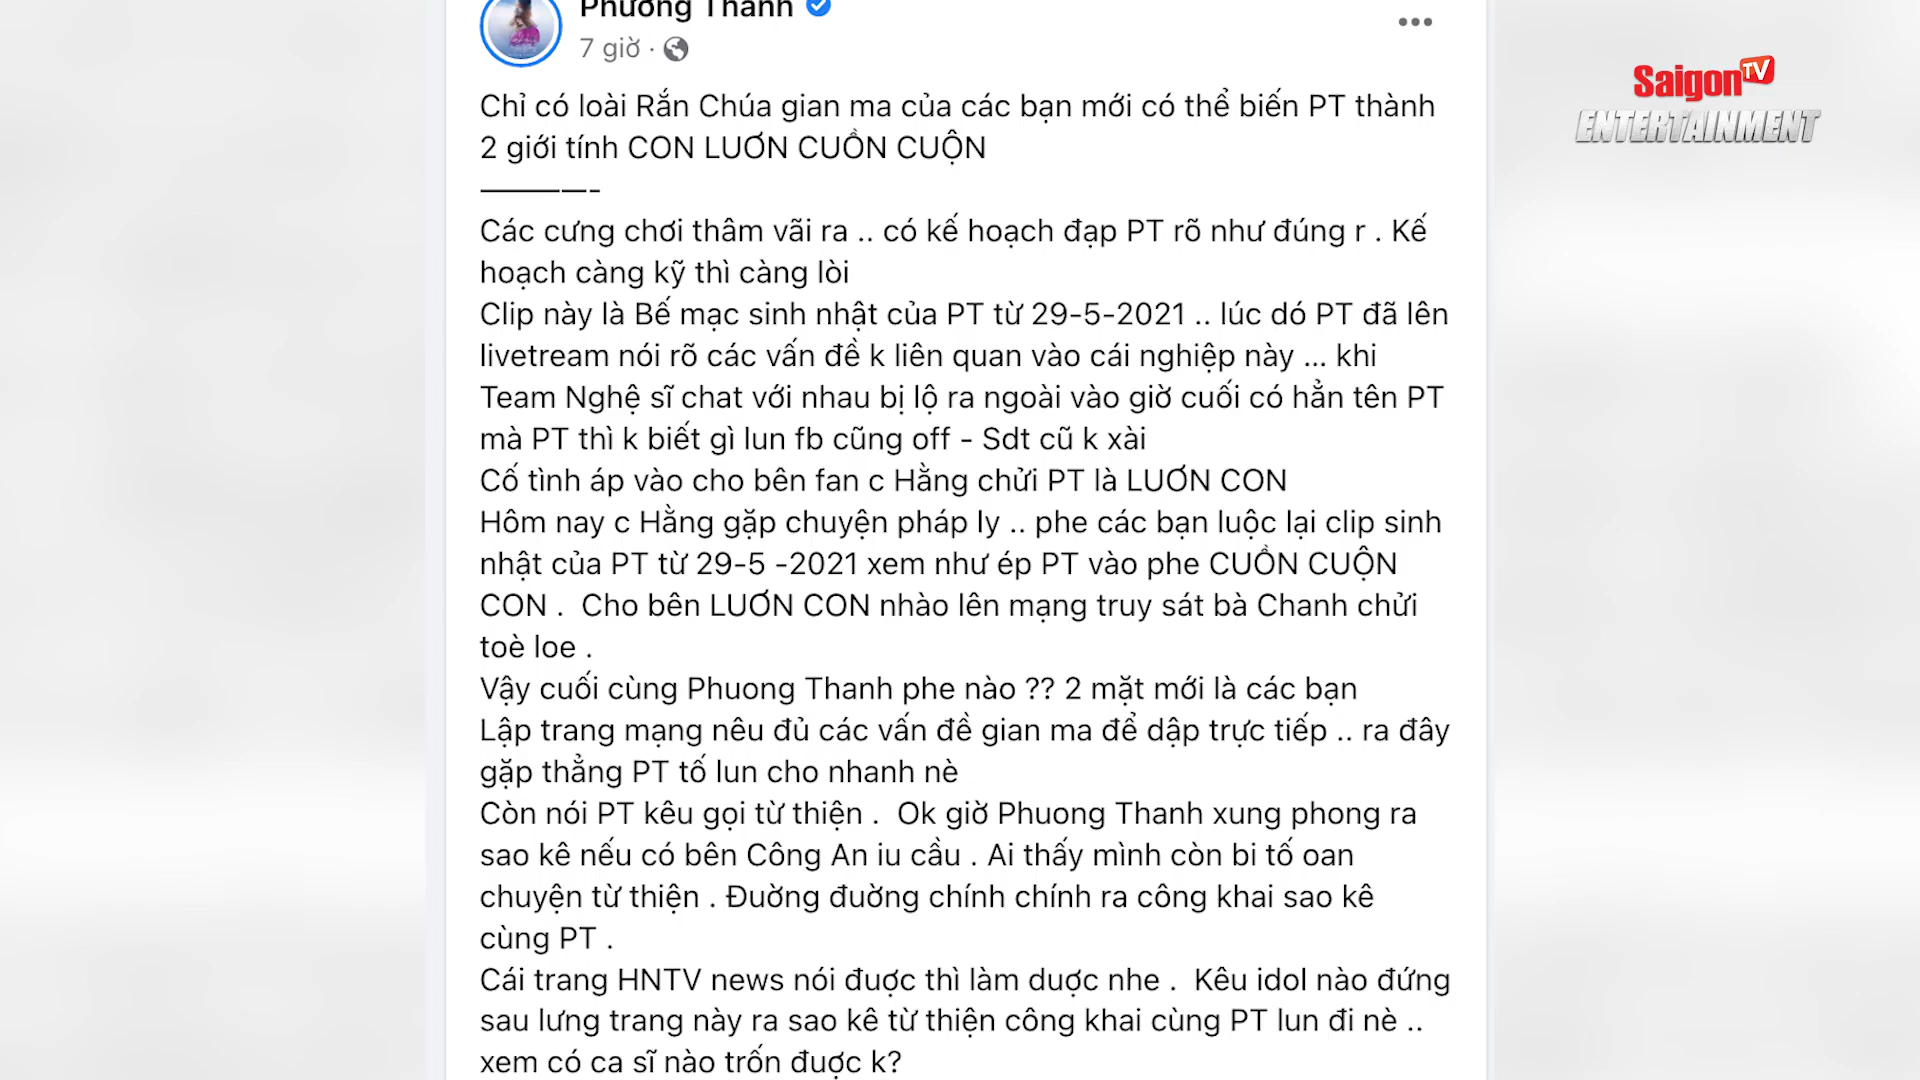 Phương Thanh
7 giờ ·
Saigon TV
ENTERTAINMENT
Chỉ có loài Rắn Chúa gian ma của các bạn mới có thể biến PT thành
2 giới tính CON LUƠN CUỒN CUỘN
————-
Các cưng chơi thâm vãi ra .. có kế hoạch đạp PT rõ như đúng r . Kế
hoạch càng kỹ thì càng lòi
Clip này là Bế mạc sinh nhật của PT từ 29-5-2021 .. lúc dó PT đã lên
livetream nói rõ các vấn đề k liên quan vào cái nghiệp này ... khi
Team Nghệ sĩ chat với nhau bị lộ ra ngoài vào giờ cuối có hẳn tên PT
mà PT thì k biết gì lun fb cũng off - Sdt cũ k xài
Cố tình áp vào cho bên fan c Hằng chửi PT là LUƠN CON
Hôm nay c Hằng gặp chuyện pháp ly .. phe các bạn luộc lại clip sinh
nhật của PT từ 29-5 -2021 xem như ép PT vào phe CUỒN CUỘN
CON .  Cho bên LUƠN CON nhào lên mạng truy sát bà Chanh chửi
toè loe .
Vậy cuối cùng Phuong Thanh phe nào ?? 2 mặt mới là các bạn
Lập trang mạng nêu đủ các vấn đề gian ma để dập trực tiếp .. ra đây
gặp thẳng PT tố lun cho nhanh nè
Còn nói PT kêu gọi từ thiện .  Ok giờ Phuong Thanh xung phong ra
sao kê nếu có bên Công An iu cầu . Ai thấy mình còn bi tố oan
chuyện từ thiện . Đuờng đuờng chính chính ra công khai sao kê
cùng PT .
Cái trang HNTV news nói đuợc thì làm duợc nhe .  Kêu idol nào đứng
sau lưng trang này ra sao kê từ thiện công khai cùng PT lun đi nè ..
xem có ca sĩ nào trốn đuợc k?